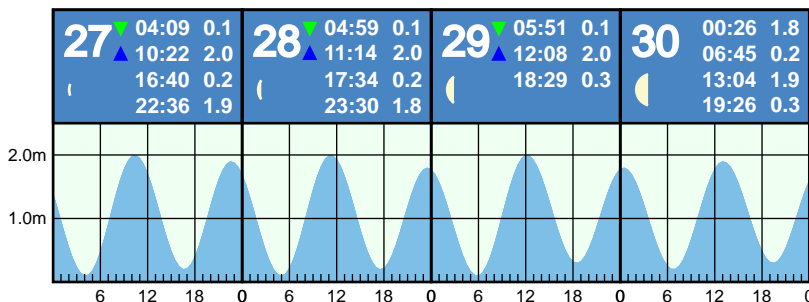 27 ▼ 04:09 0.1
▲ 10:22 2.0
16:40 0.2
22:36 1.9
28 ▼ 04:59 0.1
▲ 11:14 2.0
17:34 0.2
23:30 1.8
29 ▼ 05:51 0.1
▲ 12:08 2.0
18:29 0.3
30 00:26 1.8
06:45 0.2
13:04 1.9
19:26 0.3
2.0m
1.0m
6 12 18 0 6 12 18 0 6 12 18 0 6 12 18